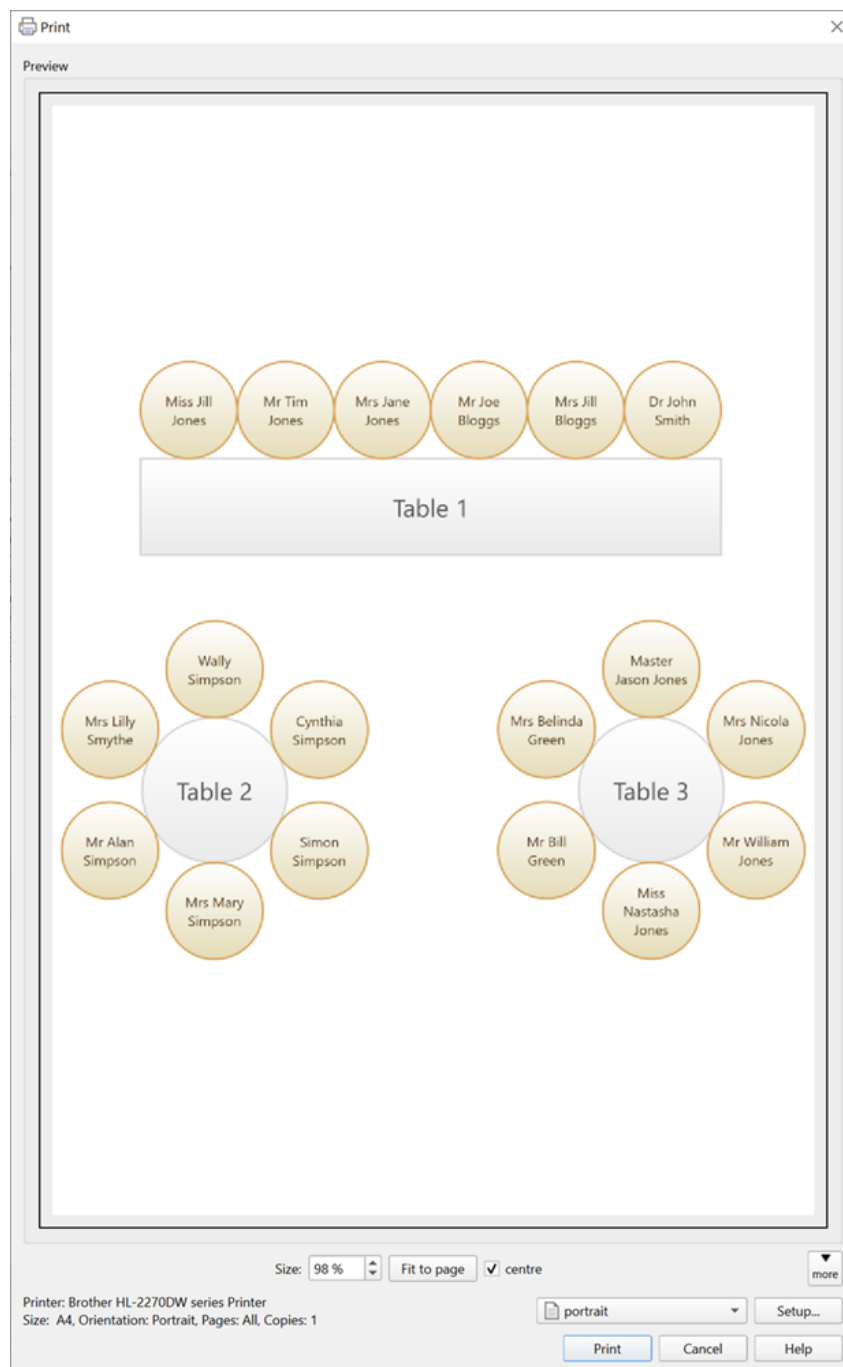 Print
Preview
Miss Jill
Jones
Mr Tim
Jones
Mrs Jane
Jones
Mr Joe
Bloggs
Mrs Jill
Bloggs
Dr John
Smith
Table 1
Wally
Simpson
Mrs Lilly
Smythe
Cynthia
Simpson
Table 2
Mr Alan
Simpson
Simon
Simpson
Mrs Mary
Simpson
Master
Jason Jones
Mrs Belinda
Green
Mrs Nicola
Jones
Table 3
Mr Bill
Green
Mr William
Jones
Miss
Nastasha
Jones
Size: 98 % Fit to page centre
more
Printer: Brother HL-2270DW series Printer
Size: A4, Orientation: Portrait, Pages: All, Copies: 1
portrait Setup...
Print Cancel Help